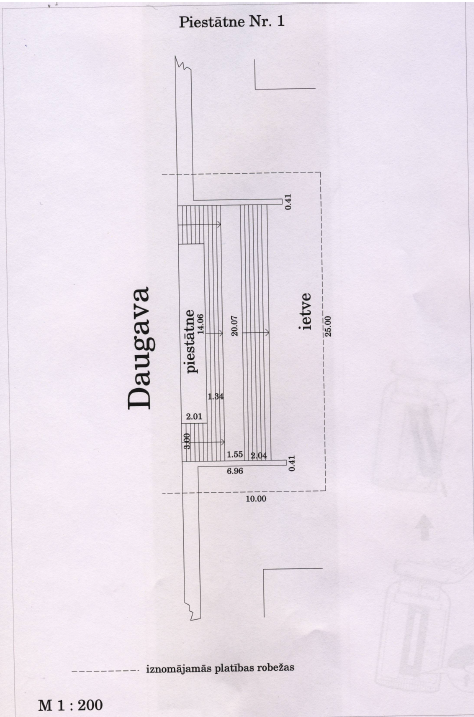 Piestātne Nr. 1
0.41
Daugava
piestātne
14.06
20.07
ietve
25.00
1.34
2.01
3.00
1.55
2.04
0.41
6.96
10.00
iznomājamās platības robežas
M 1 : 200